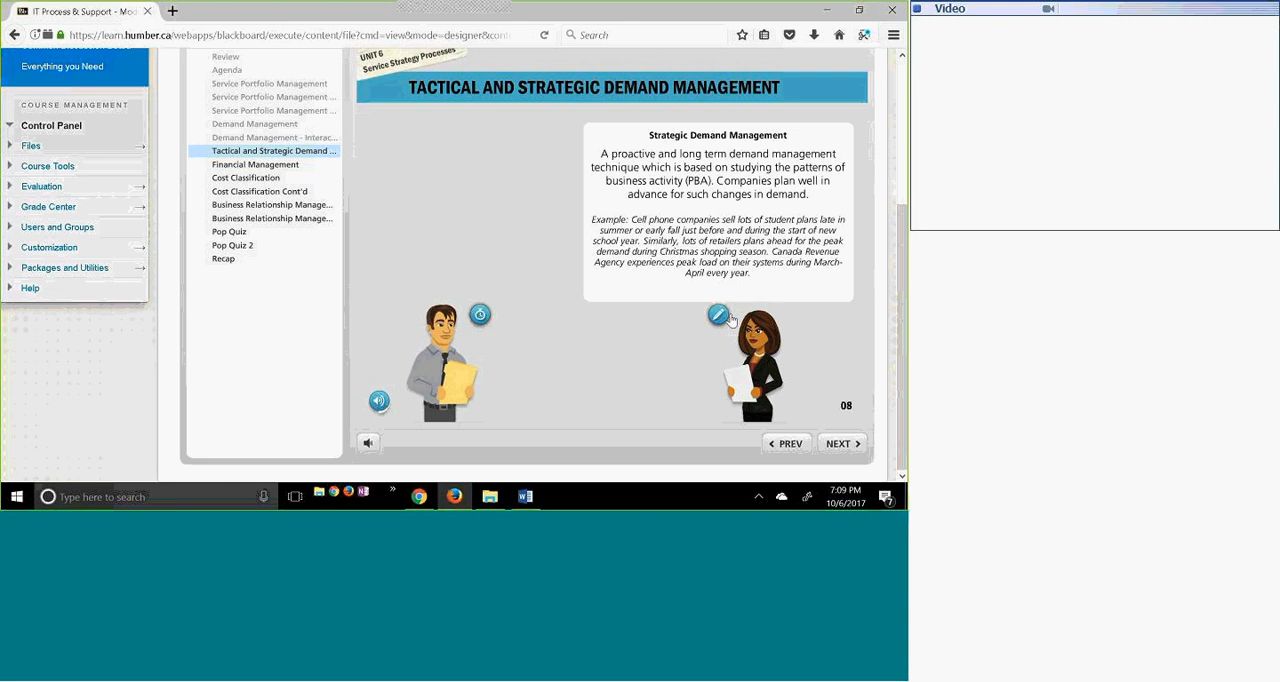 IT Process & Support - Mod
Video
https://learn.humber.ca/webapps/blackboard/execute/content/file?cmd=view&mode=designer&cont
Search
Everything you Need
COURSE MANAGEMENT
Control Panel
Files
Course Tools
Evaluation
Grade Center
Users and Groups
Customization
Packages and Utilities
Help
Review
Agenda
Service Portfolio Management
Service Portfolio Management ...
Service Portfolio Management ...
Demand Management
Demand Management - Interac...
Tactical and Strategic Demand ...
Financial Management
Cost Classification
Cost Classification Cont'd
Business Relationship Manage...
Business Relationship Manage...
Pop Quiz
Pop Quiz 2
Recap
UNIT 6
Service Strategy Processes
TACTICAL AND STRATEGIC DEMAND MANAGEMENT
Strategic Demand Management
A proactive and long term demand management
technique which is based on studying the patterns of
business activity (PBA). Companies plan well in
advance for such changes in demand.
Example: Cell phone companies sell lots of student plans late in
summer or early fall just before and during the start of new
school year. Similarly, lots of retailers plans ahead for the peak
demand during Christmas shopping season. Canada Revenue
Agency experiences peak load on their systems during March-
April every year.
08
PREV
NEXT
Type here to search
7:09 PM
10/6/2017
7